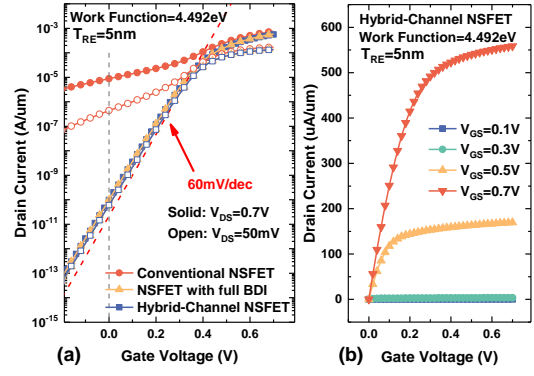 Work Function=4.492eV
T_RE=5nm
10^-1
10^-3
10^-5
10^-7
10^-9
10^-11
10^-13
10^-15
Drain Current (A/um)
60mV/dec
Solid: V_DS=0.7V
Open: V_DS=50mV
Conventional NSFET
NSFET with full BDI
Hybrid-Channel NSFET
0.0 0.2 0.4 0.6 0.8
(a) Gate Voltage (V)
Hybrid-Channel NSFET
Work Function=4.492eV
T_RE=5nm
600
500
400
300
200
100
0
Drain Current (uA/um)
V_GS=0.1V
V_GS=0.3V
V_GS=0.5V
V_GS=0.7V
0.0 0.2 0.4 0.6
(b) Gate Voltage (V)